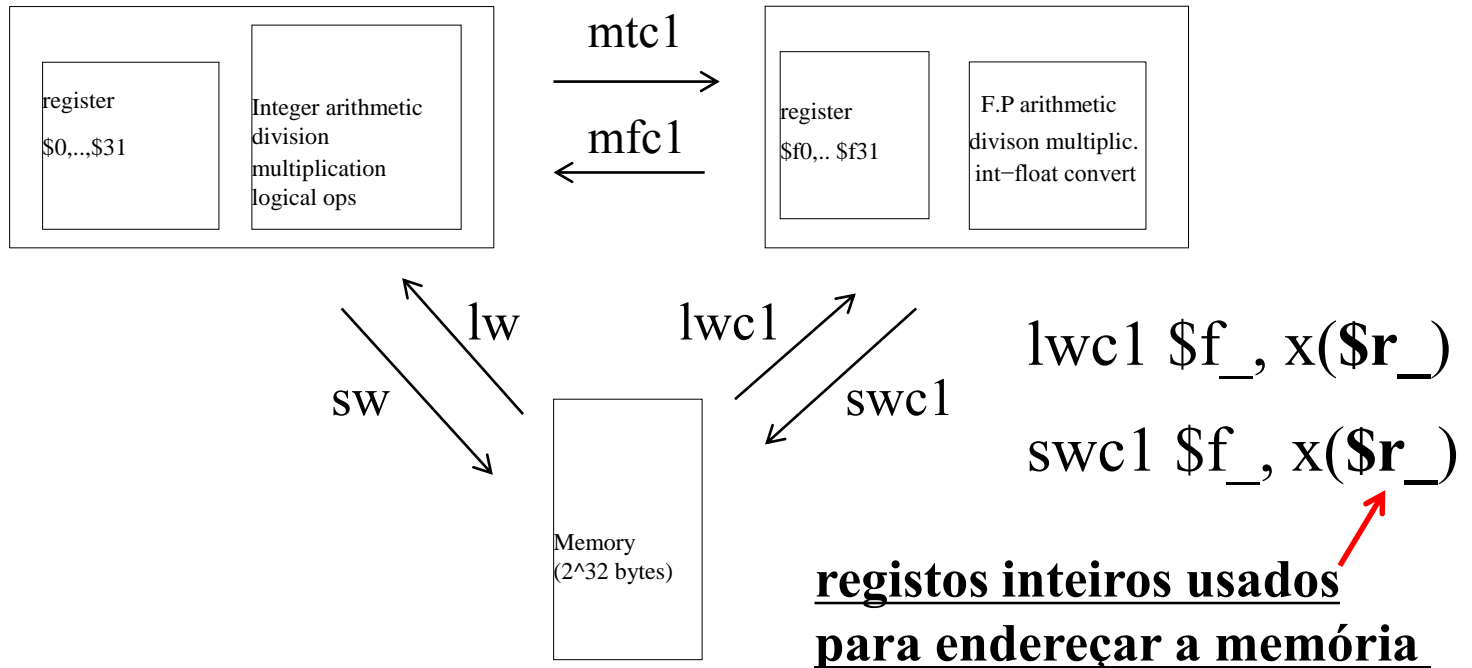 register
$0,..,$31
Integer arithmetic
division
multiplication
logical ops
mtc1
mfc1
register
$f0,.. $f31
F.P arithmetic
divison multiplic.
int−float convert
lw
sw
lwc1
swc1
Memory
(2^32 bytes)
lwc1 $f_, x($r_)
swc1 $f_, x($r_)
registos inteiros usados
para endereçar a memória